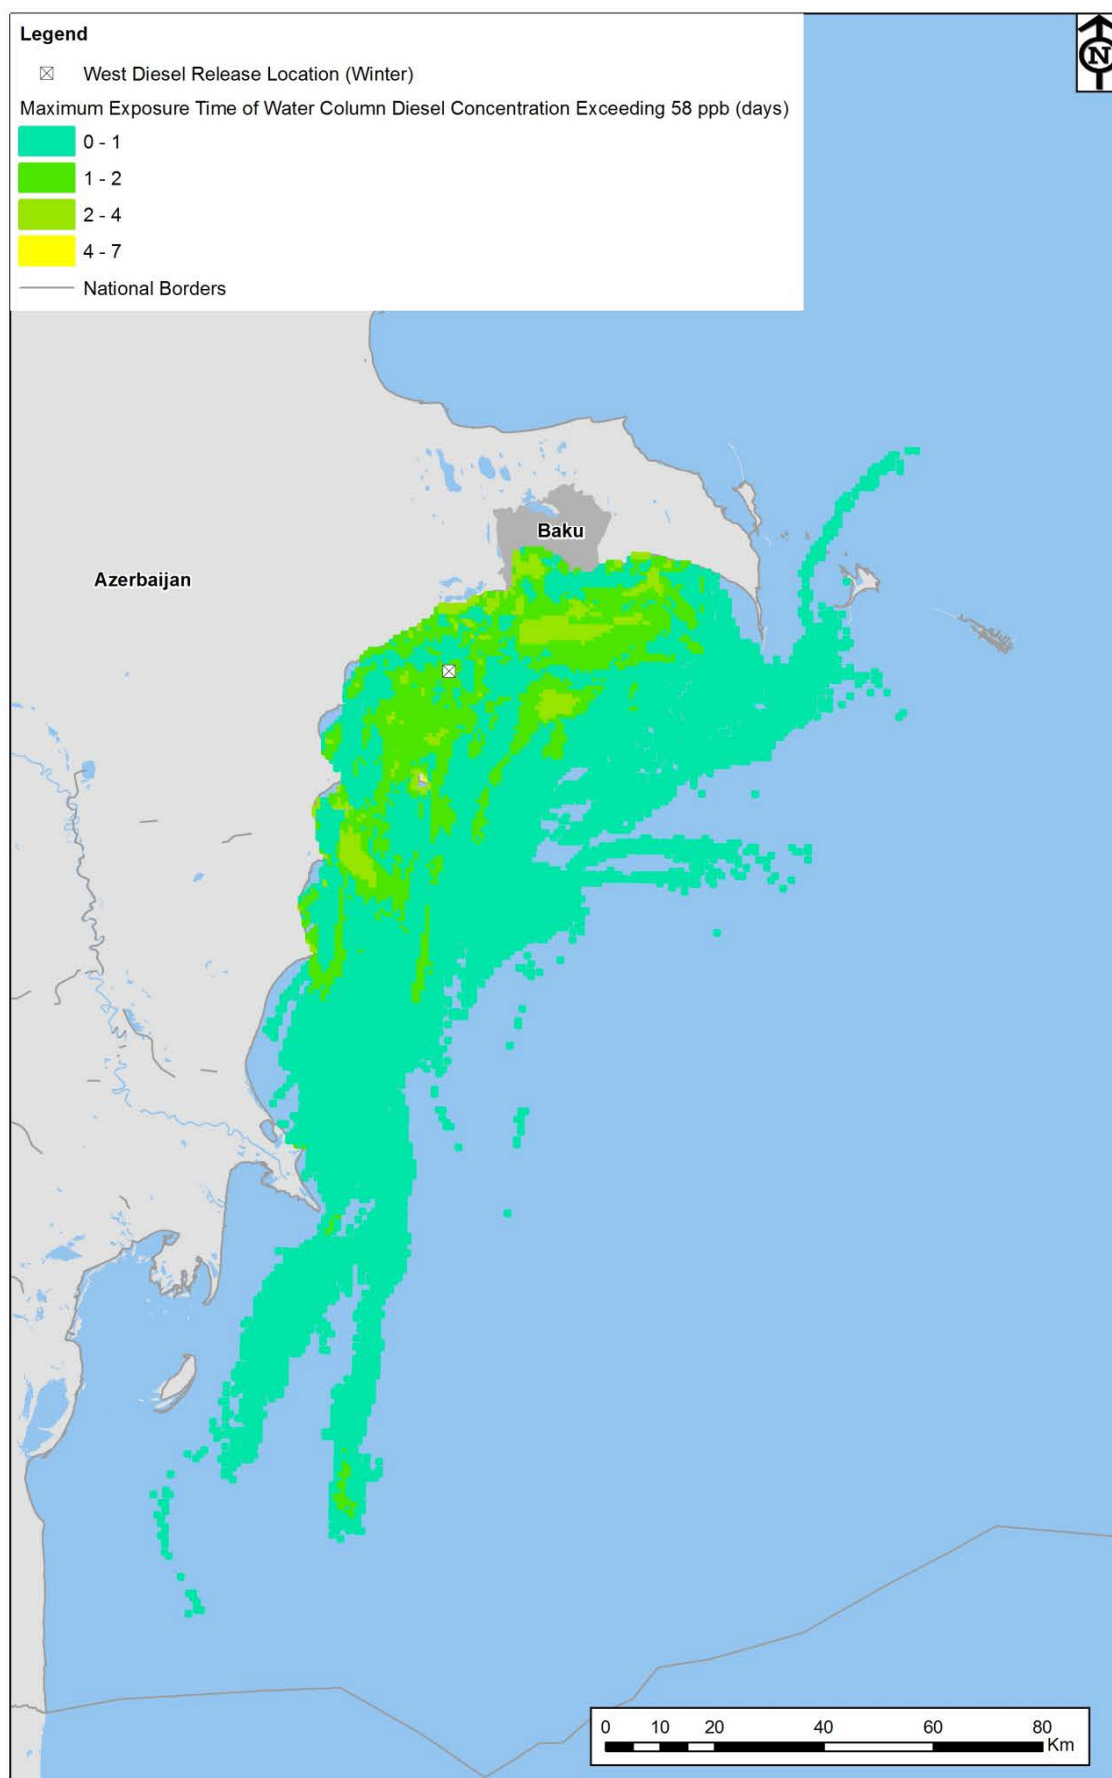 Legend
West Diesel Release Location (Winter)
Maximum Exposure Time of Water Column Diesel Concentration Exceeding 58 ppb (days)
0 - 1
1 - 2
2 - 4
4 - 7
National Borders
N
Baku
Azerbaijan
0 10 20 40 60 80
Km